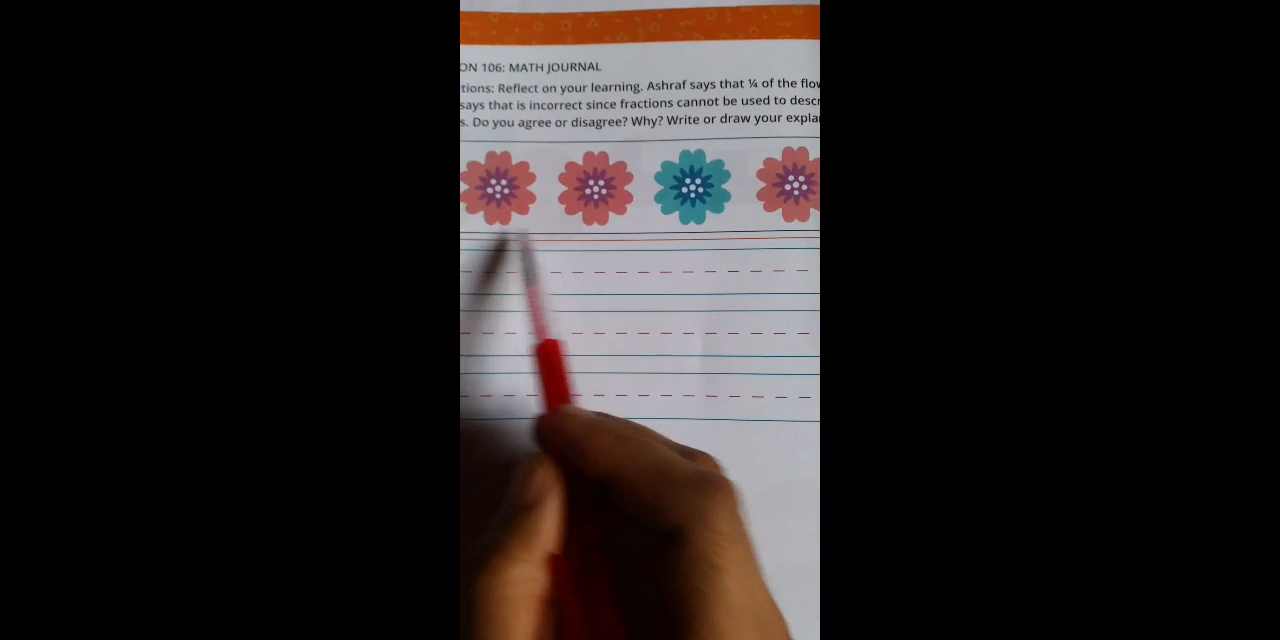 ON 106: MATH JOURNAL
tions: Reflect on your learning. Ashraf says that ¼ of the flow
says that is incorrect since fractions cannot be used to descr
s. Do you agree or disagree? Why? Write or draw your expla